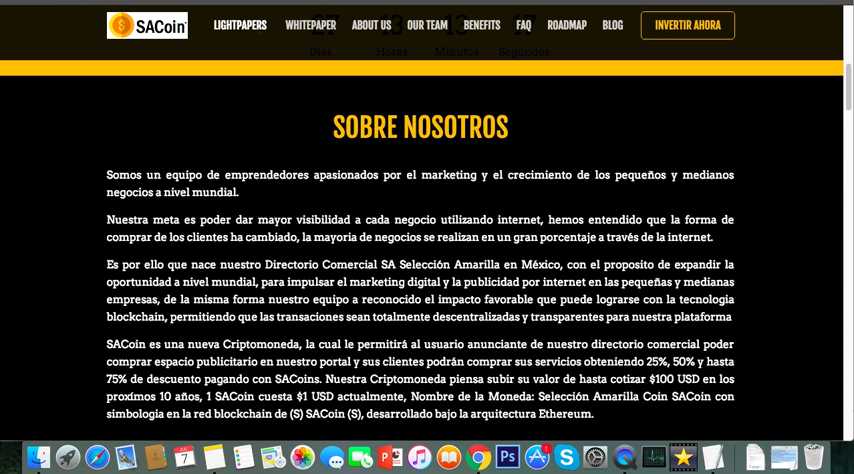 SACoin
LIGHTPAPERS WHITEPAPER ABOUT US OUR TEAM BENEFITS FAQ ROADMAP BLOG INVERTIR AHORA
27 13 13 17
Días Horas Minutos Segundos
SOBRE NOSOTROS
Somos un equipo de emprendedores apasionados por el marketing y el crecimiento de los pequeños y medianos
negocios a nivel mundial.
Nuestra meta es poder dar mayor visibilidad a cada negocio utilizando internet, hemos entendido que la forma de
comprar de los clientes ha cambiado, la mayoria de negocios se realizan en un gran porcentaje a través de la internet.
Es por ello que nace nuestro Directorio Comercial SA Selección Amarilla en México, con el proposito de expandir la
oportunidad a nivel mundial, para impulsar el marketing digital y la publicidad por internet en las pequeñas y medianas
empresas, de la misma forma nuestro equipo a reconocido el impacto favorable que puede lograrse con la tecnologia
blockchain, permitiendo que las transaciones sean totalmente descentralizadas y transparentes para nuestra plataforma
SACoin es una nueva Criptomoneda, la cual le permitirá al usuario anunciante de nuestro directorio comercial poder
comprar espacio publicitario en nuestro portal y sus clientes podrán comprar sus servicios obteniendo 25%, 50% y hasta
75% de descuento pagando con SACoins. Nuestra Criptomoneda piensa subir su valor de hasta cotizar $100 USD en los
proxímos 10 años, 1 SACoin cuesta $1 USD actualmente, Nombre de la Moneda: Selección Amarilla Coin SACoin con
simbologia en la red blockchain de (S) SACoin (S), desarrollado bajo la arquitectura Ethereum.
JUL
7
Ps
1